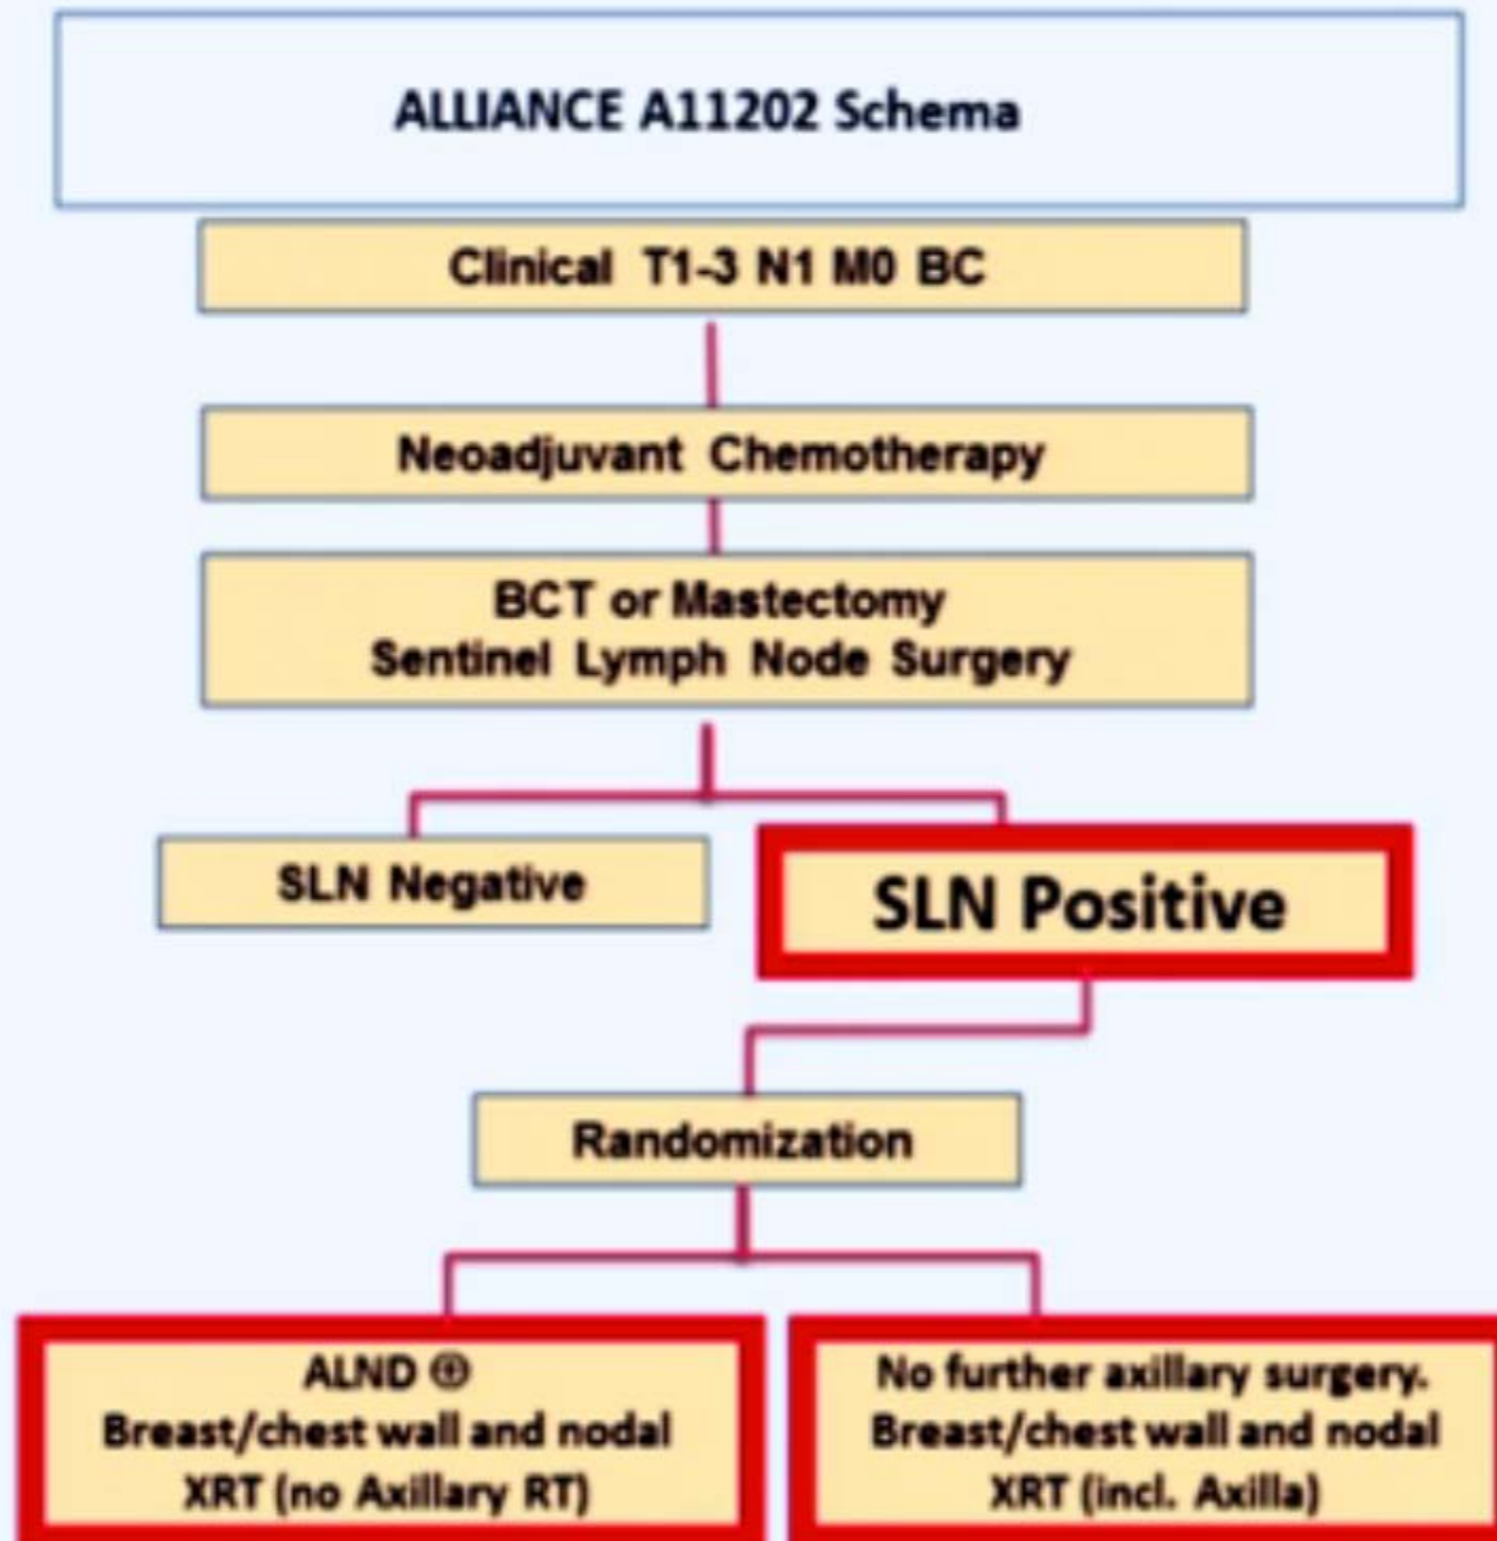 ALLIANCE A11202 Schema
Clinical T1-3 N1 M0 BC
Neoadjuvant Chemotherapy
BCT or Mastectomy
Sentinel Lymph Node Surgery
SLN Negative
SLN Positive
Randomization
ALND ⊕
Breast/chest wall and nodal
XRT (no Axillary RT)
No further axillary surgery.
Breast/chest wall and nodal
XRT (incl. Axilla)